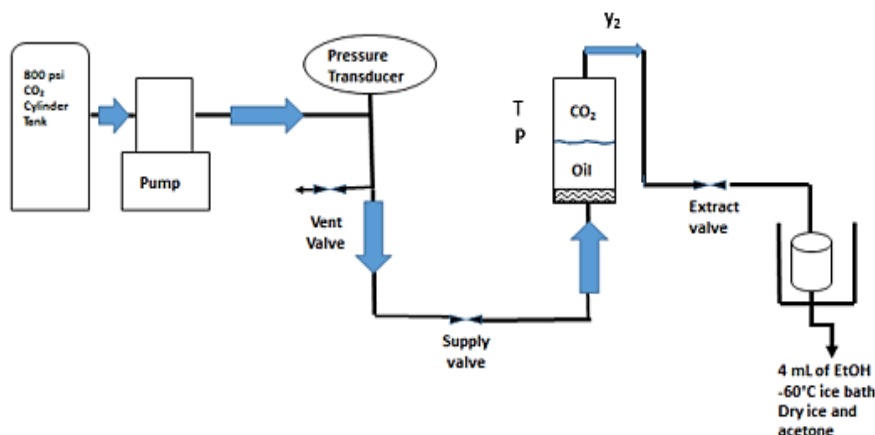 800 psi
CO₂
Cylinder
Tank
Pump
Pressure
Transducer
Vent
Valve
Supply
valve
T
P
CO₂
Oil
y₂
Extract
valve
4 mL of EtOH
-60°C ice bath
Dry ice and
acetone